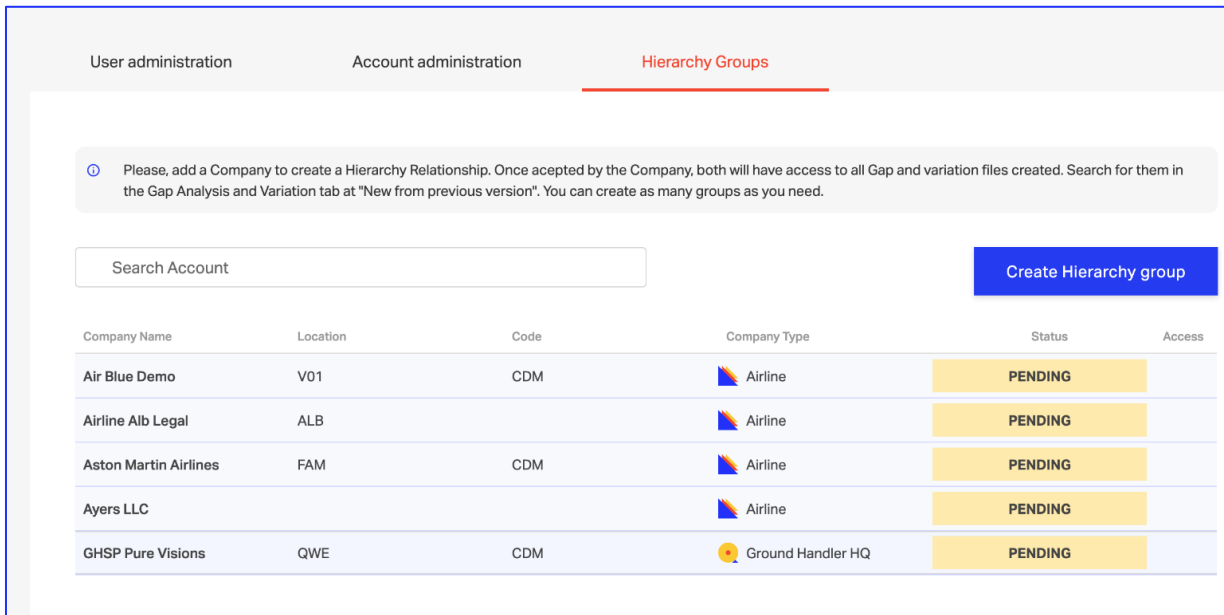 User administration Account administration Hierarchy Groups
Please, add a Company to create a Hierarchy Relationship. Once acepted by the Company, both will have access to all Gap and variation files created. Search for them in
the Gap Analysis and Variation tab at "New from previous version". You can create as many groups as you need.
Search Account Create Hierarchy group
Company Name Location Code Company Type Status Access
Air Blue Demo V01 CDM Airline PENDING
Airline Alb Legal ALB Airline PENDING
Aston Martin Airlines FAM CDM Airline PENDING
Ayers LLC Airline PENDING
GHSP Pure Visions QWE CDM Ground Handler HQ PENDING